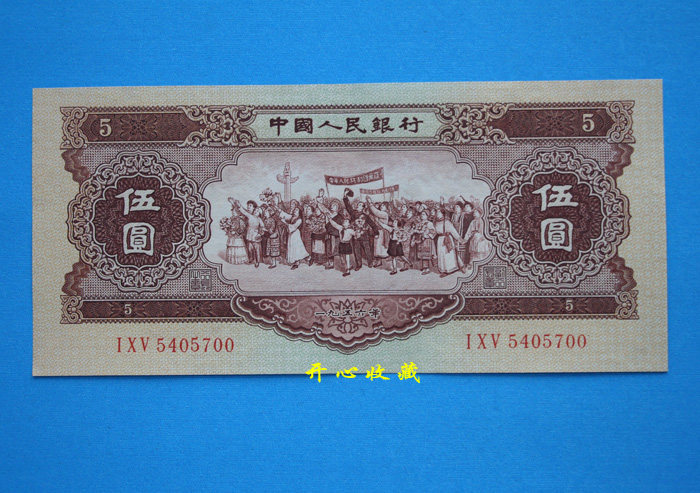 5 中國人民銀行 5
伍圓
伍圓
5 5
一九五六年
IXV 5405700 IXV 5405700
开心收藏